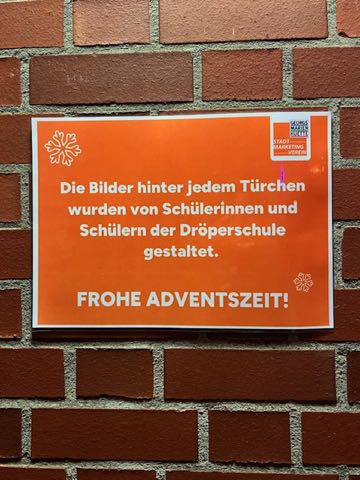 GEORGS
MARIEN
HUETTE
STADT
MARKETING
VEREIN
Die Bilder hinter jedem Türchen
wurden von Schülerinnen und
Schülern der Dröperschule
gestaltet.
FROHE ADVENTSZEIT!